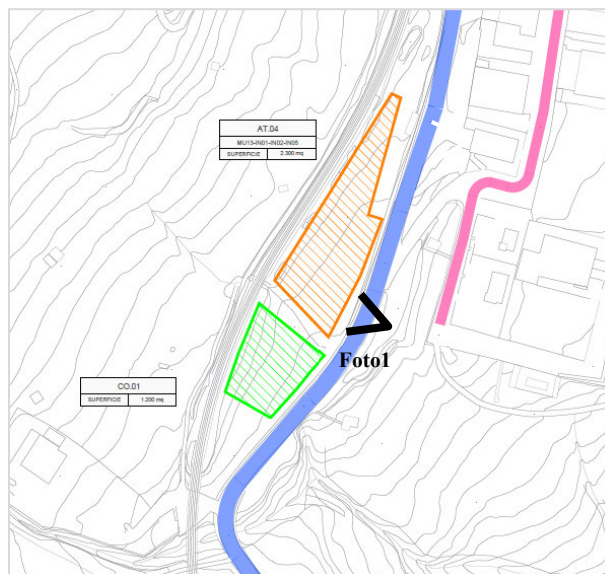 AT.04
MU13-IN01-IN02-IN05
SUPERFICIE 2.300 mq
Foto1
CO.01
SUPERFICIE 1.200 mq